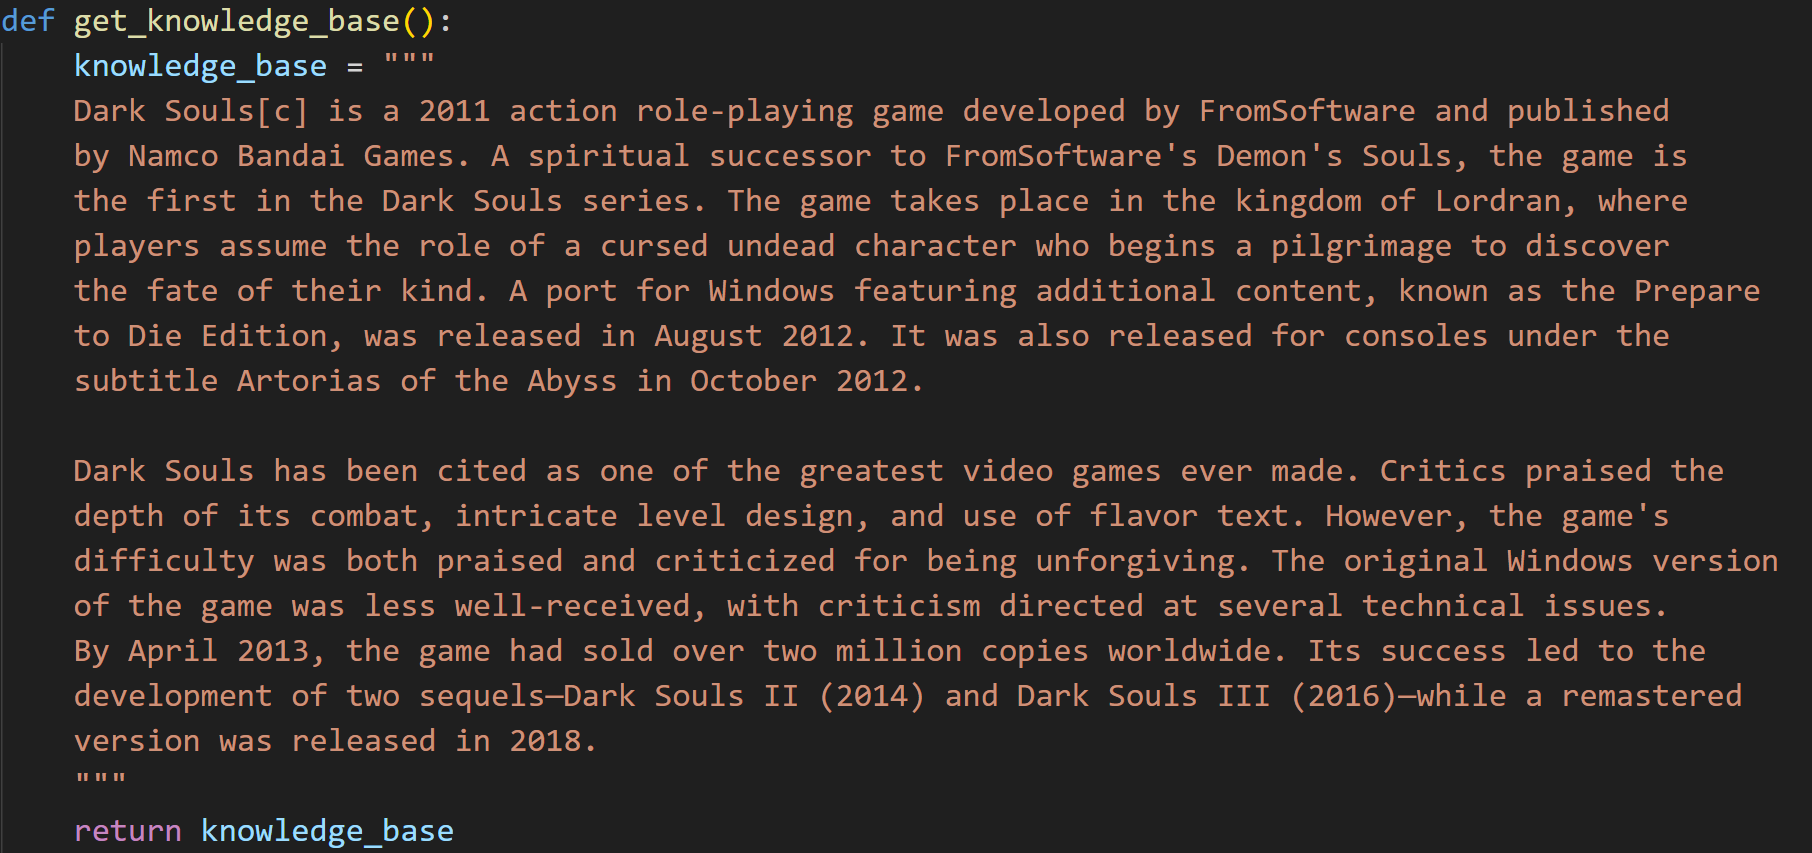 def get_knowledge_base():
    knowledge_base = """
    Dark Souls[c] is a 2011 action role-playing game developed by FromSoftware and published
    by Namco Bandai Games. A spiritual successor to FromSoftware's Demon's Souls, the game is
    the first in the Dark Souls series. The game takes place in the kingdom of Lordran, where
    players assume the role of a cursed undead character who begins a pilgrimage to discover
    the fate of their kind. A port for Windows featuring additional content, known as the Prepare
    to Die Edition, was released in August 2012. It was also released for consoles under the
    subtitle Artorias of the Abyss in October 2012.

    Dark Souls has been cited as one of the greatest video games ever made. Critics praised the
    depth of its combat, intricate level design, and use of flavor text. However, the game's
    difficulty was both praised and criticized for being unforgiving. The original Windows version
    of the game was less well-received, with criticism directed at several technical issues.
    By April 2013, the game had sold over two million copies worldwide. Its success led to the
    development of two sequels—Dark Souls II (2014) and Dark Souls III (2016)—while a remastered
    version was released in 2018.
    """
    return knowledge_base